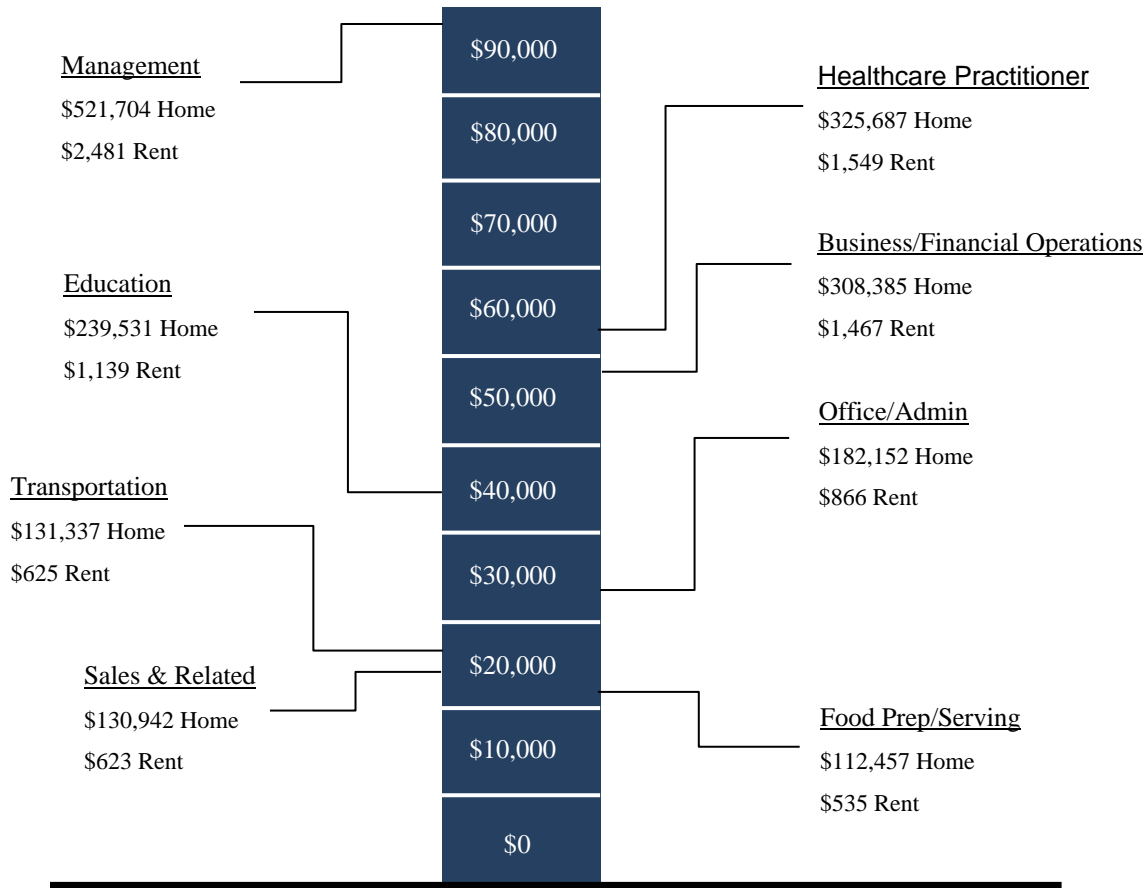 Management
$521,704 Home
$2,481 Rent
Education
$239,531 Home
$1,139 Rent
Transportation
$131,337 Home
$625 Rent
Sales & Related
$130,942 Home
$623 Rent
$90,000
$80,000
$70,000
$60,000
$50,000
$40,000
$30,000
$20,000
$10,000
$0
Healthcare Practitioner
$325,687 Home
$1,549 Rent
Business/Financial Operations
$308,385 Home
$1,467 Rent
Office/Admin
$182,152 Home
$866 Rent
Food Prep/Serving
$112,457 Home
$535 Rent